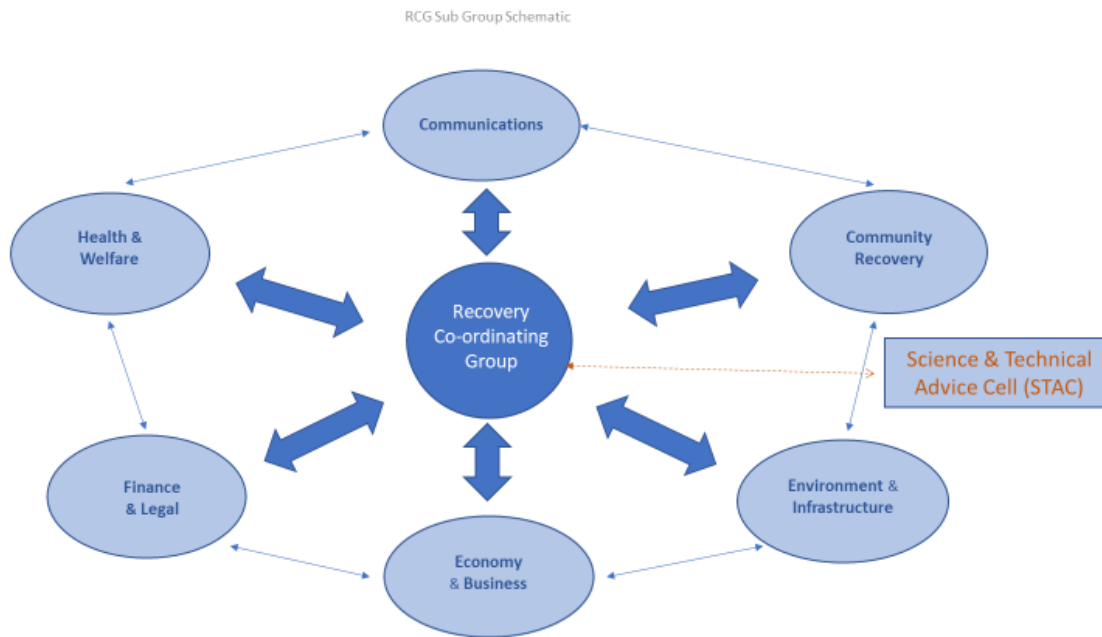 RCG Sub Group Schematic
Communications
Health &
Welfare
Community
Recovery
Recovery
Co-ordinating
Group
Science & Technical
Advice Cell (STAC)
Finance
& Legal
Environment &
Infrastructure
Economy
& Business